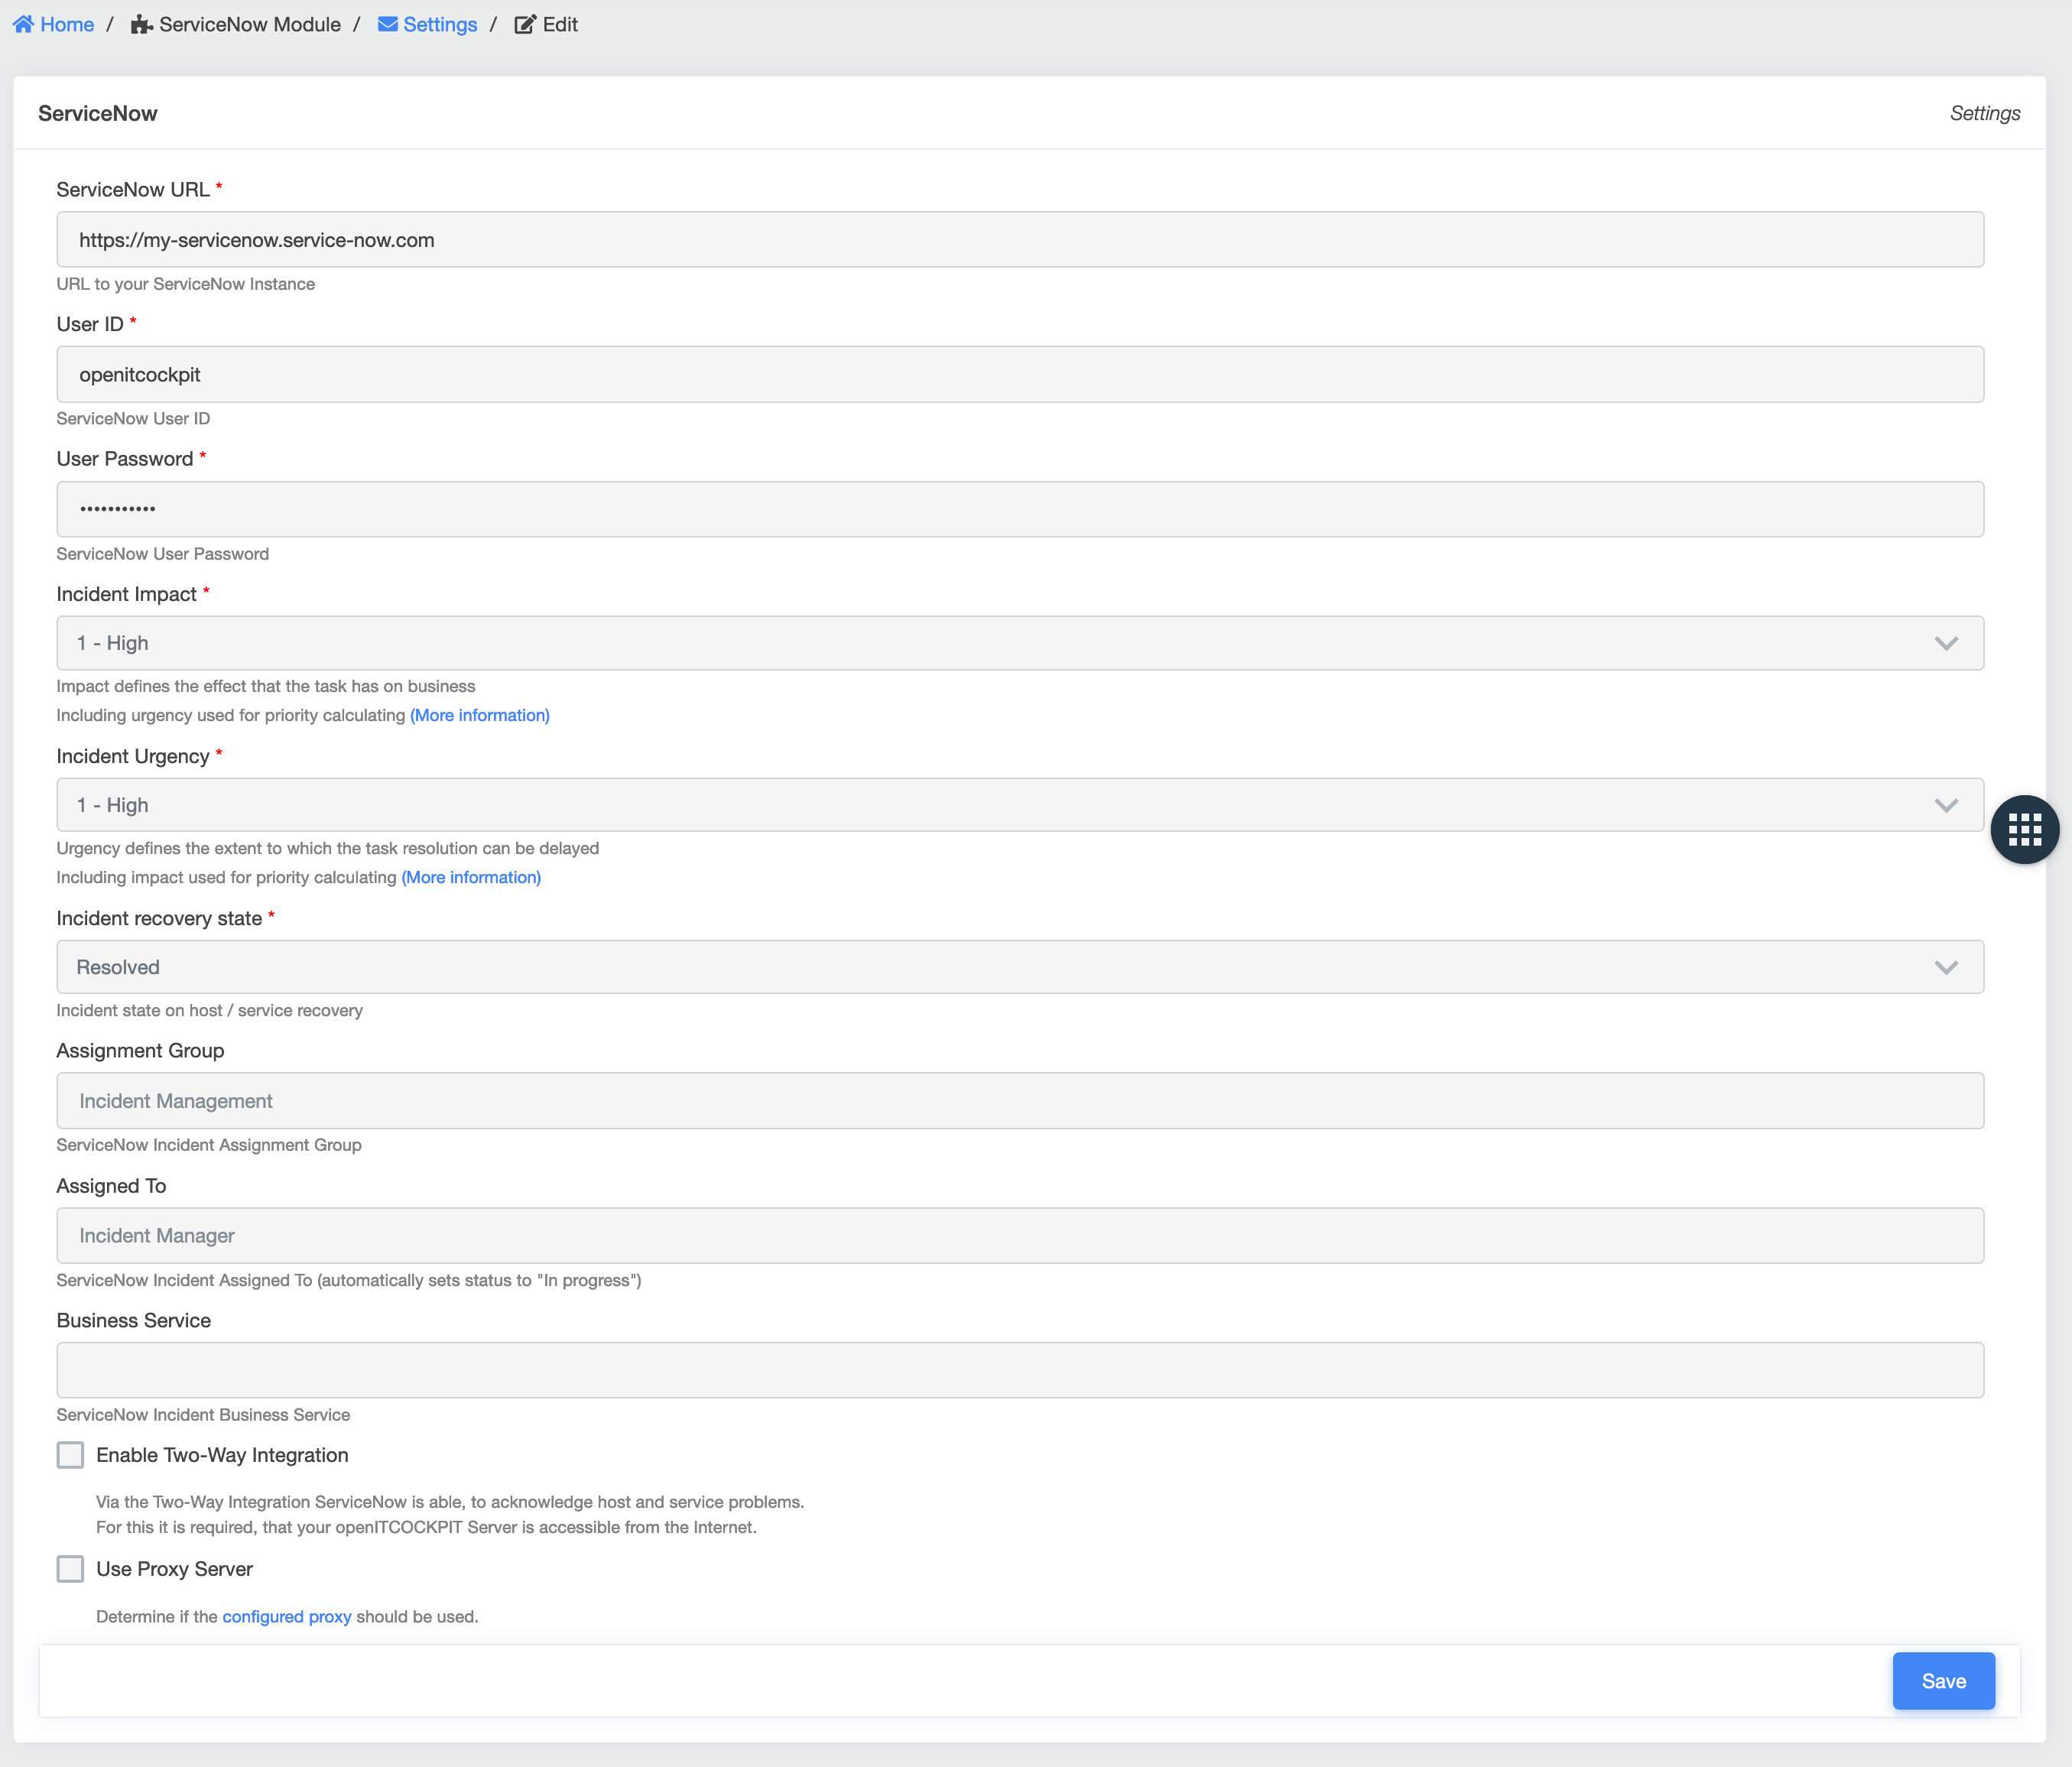 Home / ServiceNow Module / Settings / Edit
ServiceNow
Settings
ServiceNow URL *
https://my-servicenow.service-now.com
URL to your ServiceNow Instance
User ID *
openitcockpit
ServiceNow User ID
User Password *
•••••••••••
ServiceNow User Password
Incident Impact *
1 - High
Impact defines the effect that the task has on business
Including urgency used for priority calculating (More information)
Incident Urgency *
1 - High
Urgency defines the extent to which the task resolution can be delayed
Including impact used for priority calculating (More information)
Incident recovery state *
Resolved
Incident state on host / service recovery
Assignment Group
Incident Management
ServiceNow Incident Assignment Group
Assigned To
Incident Manager
ServiceNow Incident Assigned To (automatically sets status to "In progress")
Business Service
ServiceNow Incident Business Service
Enable Two-Way Integration
Via the Two-Way Integration ServiceNow is able, to acknowledge host and service problems.
For this it is required, that your openITCOCKPIT Server is accessible from the Internet.
Use Proxy Server
Determine if the configured proxy should be used.
Save